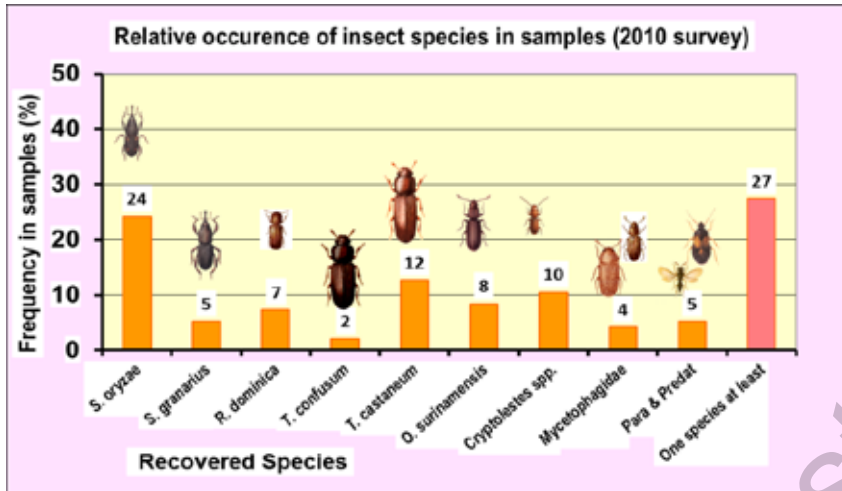 Relative occurence of insect species in samples (2010 survey)
Frequency in samples (%)
50
40
30
20
10
0
24
5
7
2
12
8
10
4
5
27
S. oryzae
S. granarius
R. dominica
T. confusum
T. castaneum
O. surinamensis
Cryptolestes spp.
Mycetophagidae
Para & Predat
One species at least
Recovered Species